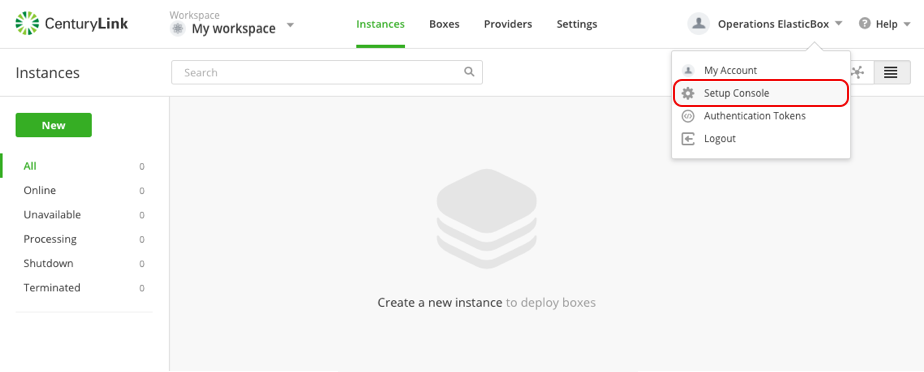 CenturyLink
Workspace
My workspace
Instances Boxes Providers Settings
Operations ElasticBox
Help
Instances
Search
My Account
Setup Console
Authentication Tokens
Logout
New
All 0
Online 0
Unavailable 0
Processing 0
Shutdown 0
Terminated 0
Create a new instance to deploy boxes